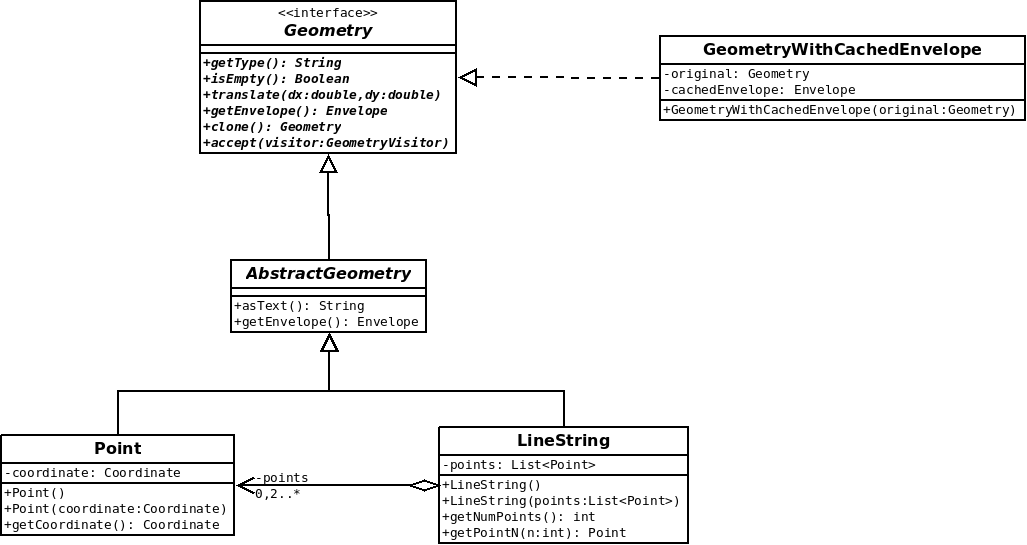 <<interface>>
Geometry
+getType(): String
+isEmpty(): Boolean
+translate(dx:double,dy:double)
+getEnvelope(): Envelope
+clone(): Geometry
+accept(visitor:GeometryVisitor)
GeometryWithCachedEnvelope
-original: Geometry
-cachedEnvelope: Envelope
+GeometryWithCachedEnvelope(original:Geometry)
AbstractGeometry
+asText(): String
+getEnvelope(): Envelope
Point
-coordinate: Coordinate
+Point()
+Point(coordinate:Coordinate)
+getCoordinate(): Coordinate
-points
0,2..*
LineString
-points: List<Point>
+LineString()
+LineString(points:List<Point>)
+getNumPoints(): int
+getPointN(n:int): Point